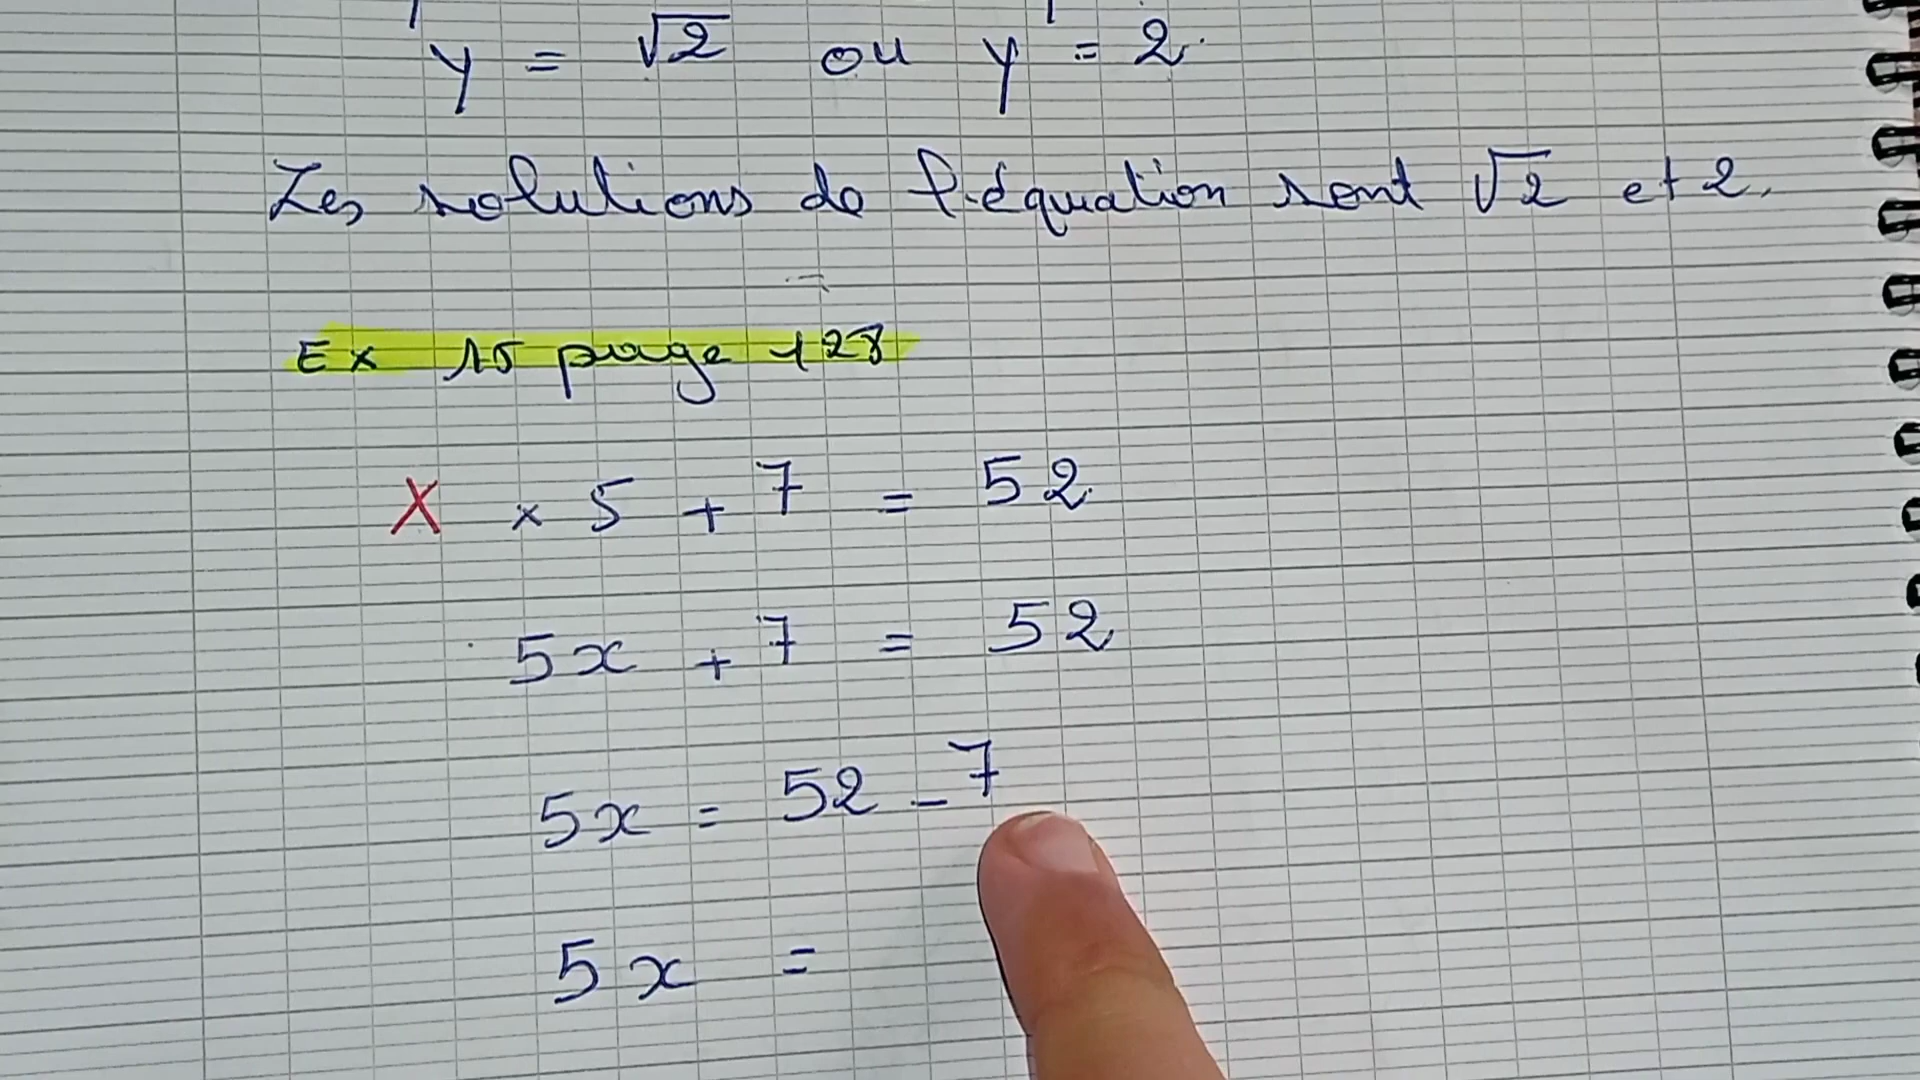 y = √2 ou y = 2.
Les solutions de l'équation sont √2 et 2.
Ex 15 page 128
X × 5 + 7 = 52
5x + 7 = 52
5x = 52 - 7
5x =